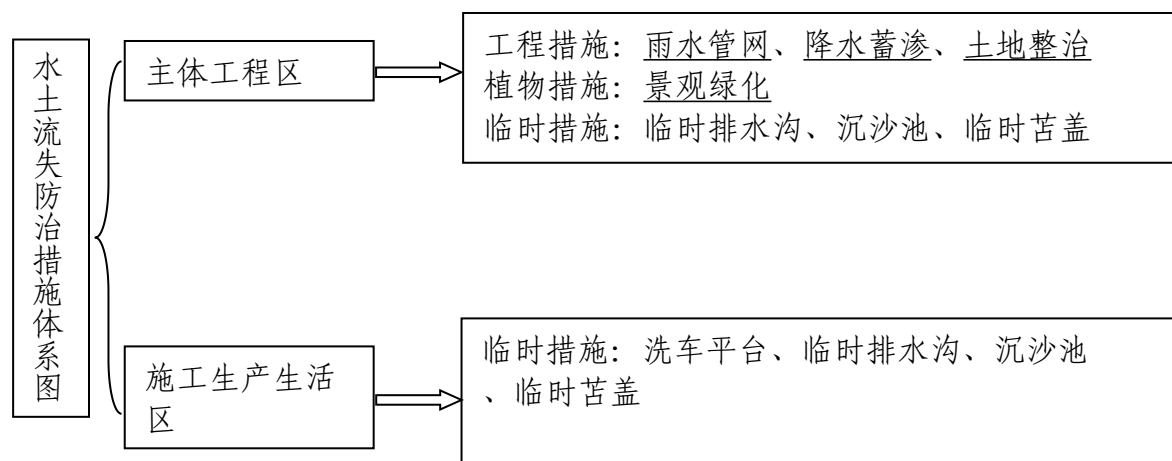 水土流失防治措施体系图
主体工程区
工程措施：雨水管网、降水蓄渗、土地整治
植物措施：景观绿化
临时措施：临时排水沟、沉沙池、临时苫盖
施工生产生活
区
临时措施：洗车平台、临时排水沟、沉沙池
、临时苫盖